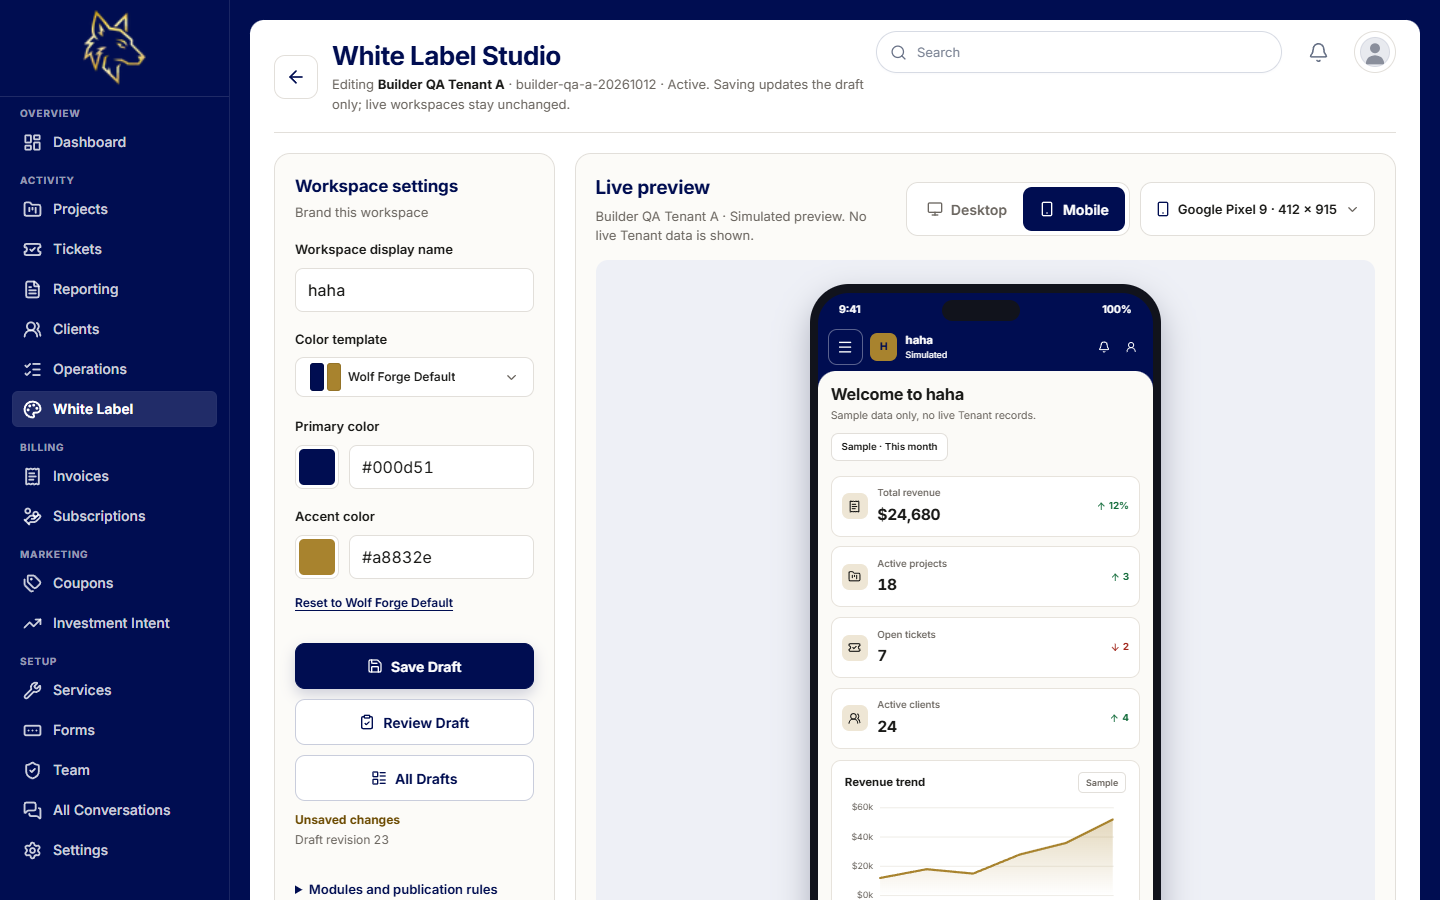 OVERVIEW
Dashboard
ACTIVITY
Projects
Tickets
Reporting
Clients
Operations
White Label
BILLING
Invoices
Subscriptions
MARKETING
Coupons
Investment Intent
SETUP
Services
Forms
Team
All Conversations
Settings
White Label Studio
Editing Builder QA Tenant A · builder-qa-a-20261012 · Active. Saving updates the draft
only; live workspaces stay unchanged.
Search
Workspace settings
Brand this workspace
Workspace display name
haha
Color template
Wolf Forge Default
Primary color
#000d51
Accent color
#a8832e
Reset to Wolf Forge Default
Save Draft
Review Draft
All Drafts
Unsaved changes
Draft revision 23
Modules and publication rules
Live preview
Builder QA Tenant A · Simulated preview. No
live Tenant data is shown.
Desktop
Mobile
Google Pixel 9 · 412 × 915
9:41
100%
H
haha
Simulated
Welcome to haha
Sample data only, no live Tenant records.
Sample · This month
Total revenue
$24,680
↑ 12%
Active projects
18
↑ 3
Open tickets
7
↓ 2
Active clients
24
↑ 4
Revenue trend
Sample
$60k
$40k
$20k
$0k